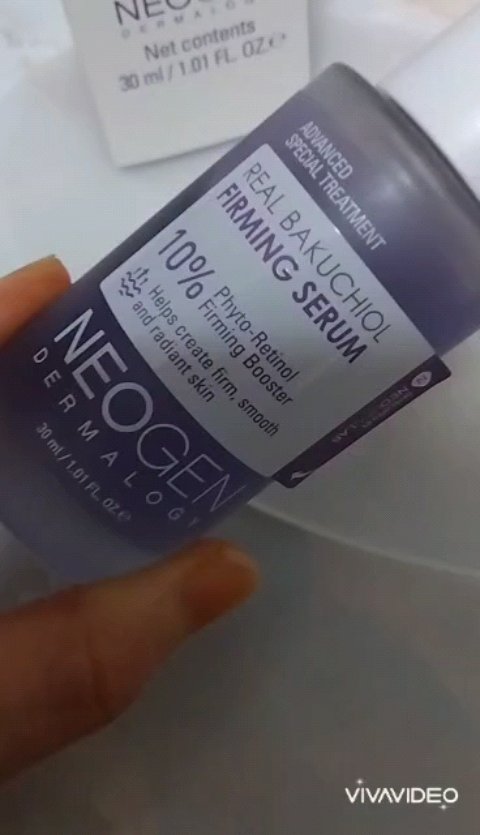 NEOG
DERMALO
Net contents
30 ml / 1.01 FL. OZ.℮
ADVANCED
SPECIAL TREATMENT
REAL BAKUCHIOL
FIRMING SERUM
10% Phyto-Retinol
Firming Booster
Helps create firm, smooth
and radiant skin
NEOGEN
DERMALOGY
30 ml / 1.01 FL. OZ.℮
VIVAVIDEO